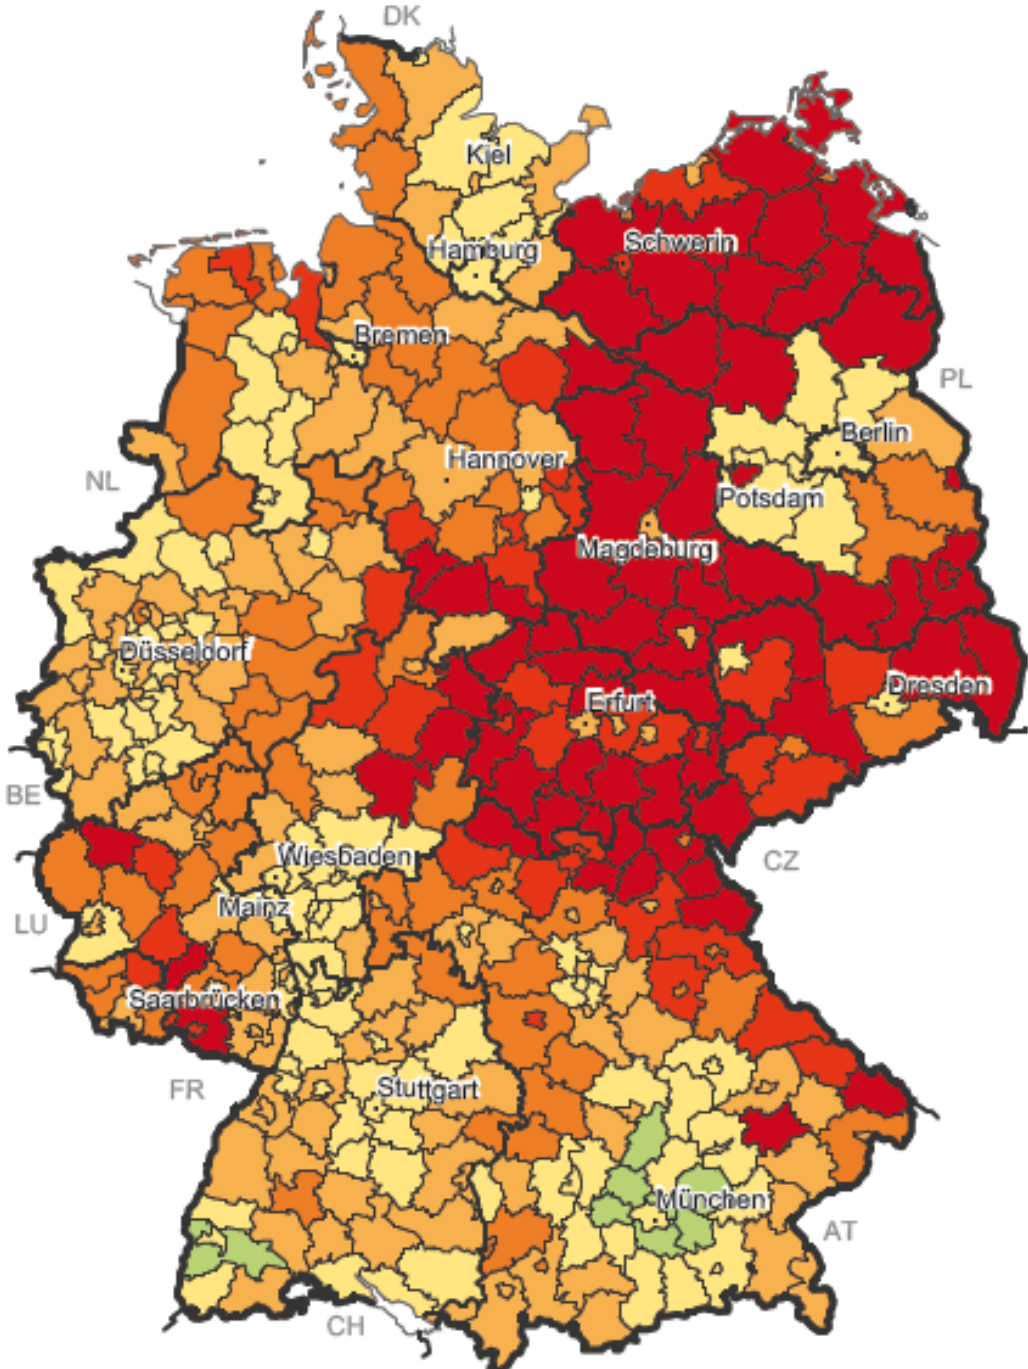 DK
Kiel
Schwerin
Hamburg
Bremen
PL
Berlin
Hannover
NL
Potsdam
Magdeburg
Düsseldorf
Dresden
Erfurt
BE
Wiesbaden
CZ
Mainz
LU
Saarbrücken
FR
Stuttgart
München
AT
CH